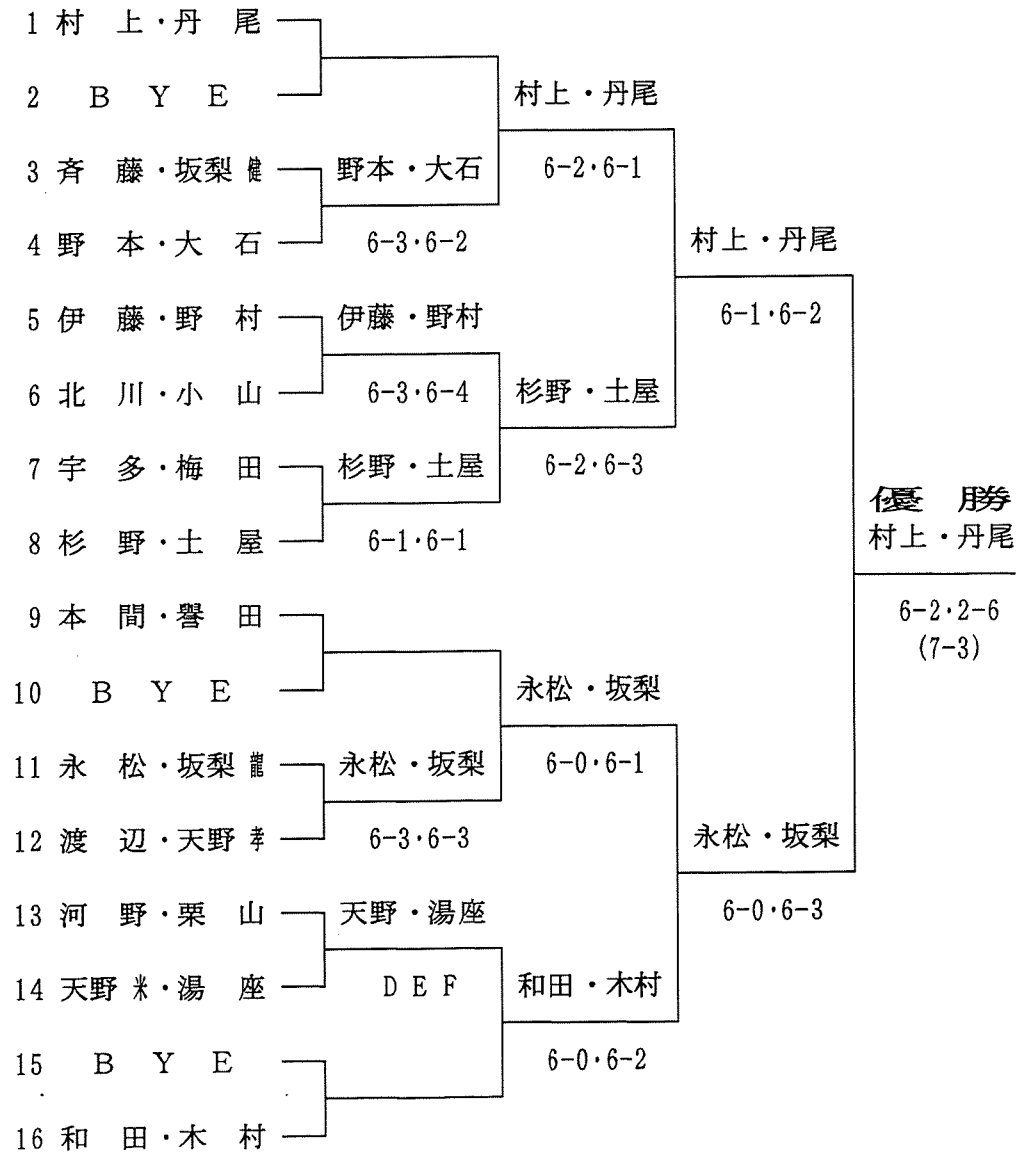 1 村 上・丹 尾
2 B Y E
村上・丹尾
3 斉 藤・坂梨 健
野本・大石
6-2・6-1
4 野 本・大 石
6-3・6-2
村上・丹尾
5 伊 藤・野 村
伊藤・野村
6-1・6-2
6 北 川・小 山
6-3・6-4
杉野・土屋
7 宇 多・梅 田
杉野・土屋
6-2・6-3
優 勝
8 杉 野・土 屋
6-1・6-1
村上・丹尾
9 本 間・誉 田
6-2・2-6
(7-3)
10 B Y E
永松・坂梨
11 永 松・坂梨 龍
永松・坂梨
6-0・6-1
12 渡 辺・天野 孝
6-3・6-3
永松・坂梨
13 河 野・栗 山
天野・湯座
6-0・6-3
14 天野 米・湯 座
D E F
和田・木村
15 B Y E
6-0・6-2
16 和 田・木 村